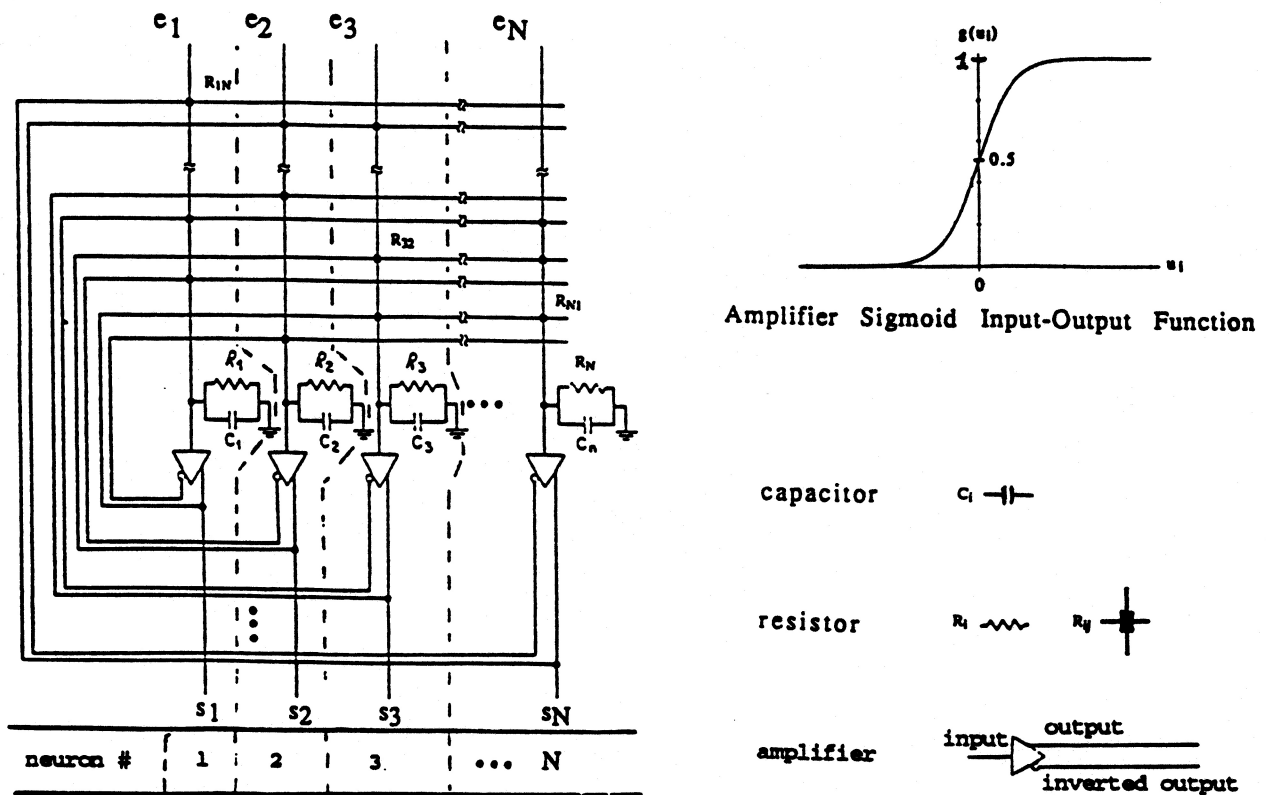 e1 e2 e3 eN
R1N
R32
RN1
R1 R2 R3 RN
C1 C2 C3 Cn
s1 s2 s3 sN
neuron # 1 2 3 ••• N
g(ui)
1
0.5
0
ui
Amplifier Sigmoid Input-Output Function
capacitor Ci
resistor Ri Rij
amplifier input output
inverted output